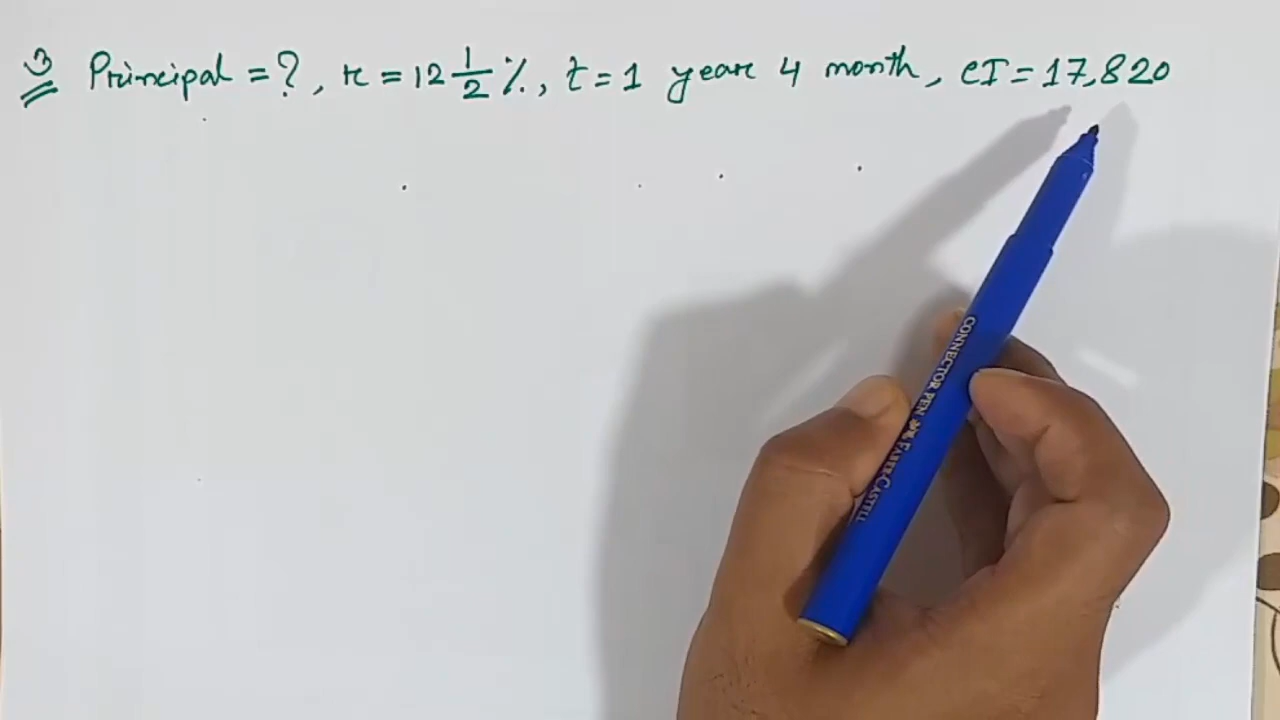 3 Principal = ?, r = 12 1/2 %, t = 1 year 4 month, CI = 17,820
CONNECTOR PEN FABER-CASTELL